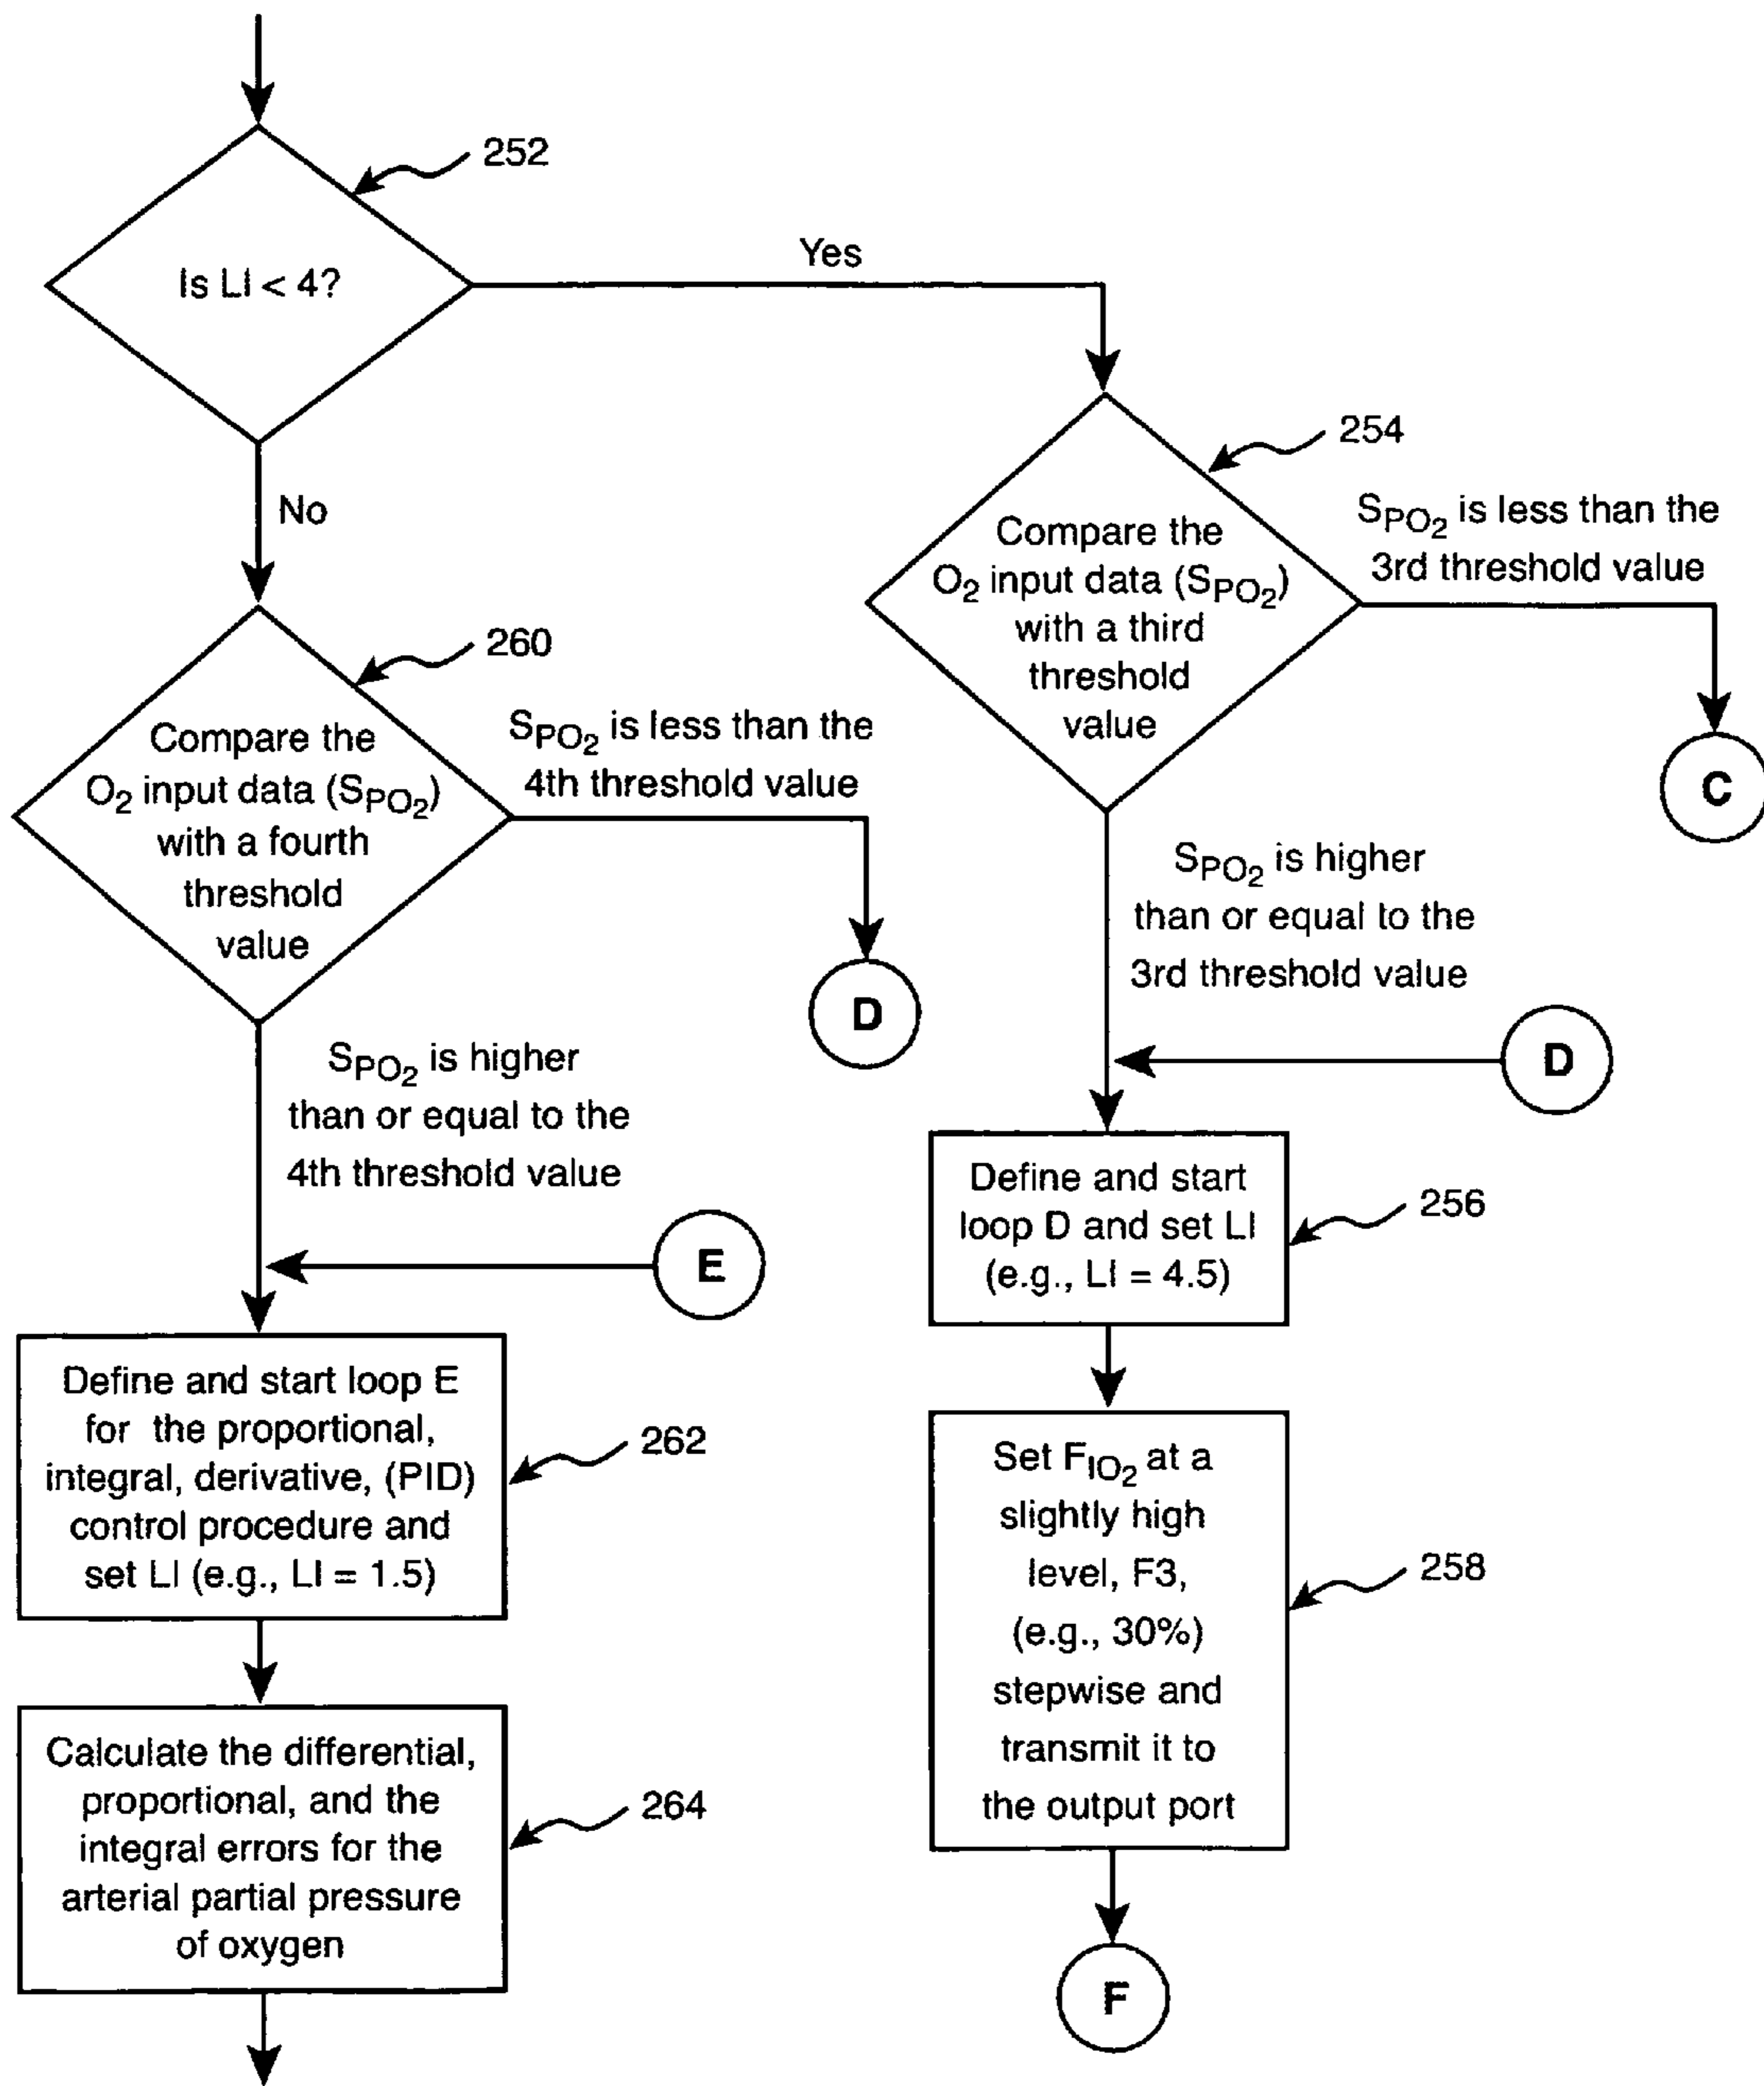 252
Is LI < 4?
Yes
No
254
Compare the
O2 input data (SPO2)
with a third
threshold
value
SPO2 is less than the
3rd threshold value
C
260
Compare the
O2 input data (SPO2)
with a fourth
threshold
value
SPO2 is less than the
4th threshold value
D
SPO2 is higher
than or equal to the
3rd threshold value
D
SPO2 is higher
than or equal to the
4th threshold value
E
Define and start
loop D and set LI
(e.g., LI = 4.5)
256
Define and start loop E
for the proportional,
integral, derivative, (PID)
control procedure and
set LI (e.g., LI = 1.5)
262
Set FIO2 at a
slightly high
level, F3,
(e.g., 30%)
stepwise and
transmit it to
the output port
258
Calculate the differential,
proportional, and the
integral errors for the
arterial partial pressure
of oxygen
264
F